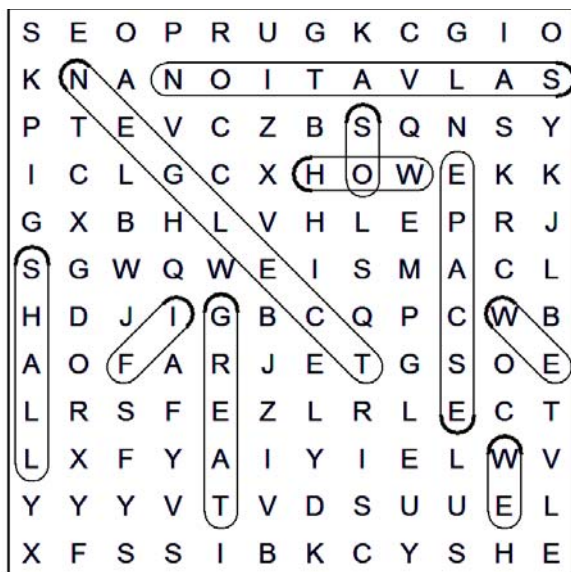 S E O P R U G K C G I O
K N A N O I T A V L A S
P T E V C Z B S Q N S Y
I C L G C X H O W E K K
G X B H L V H L E P R J
S G W Q W E I S M A C L
H D J I G B C Q P C W B
A O F A R J E T G S O E
L R S F E Z L R L E C T
L X F Y A I Y I E L W V
Y Y Y V T V D S U U E L
X F S S I B K C Y S H E